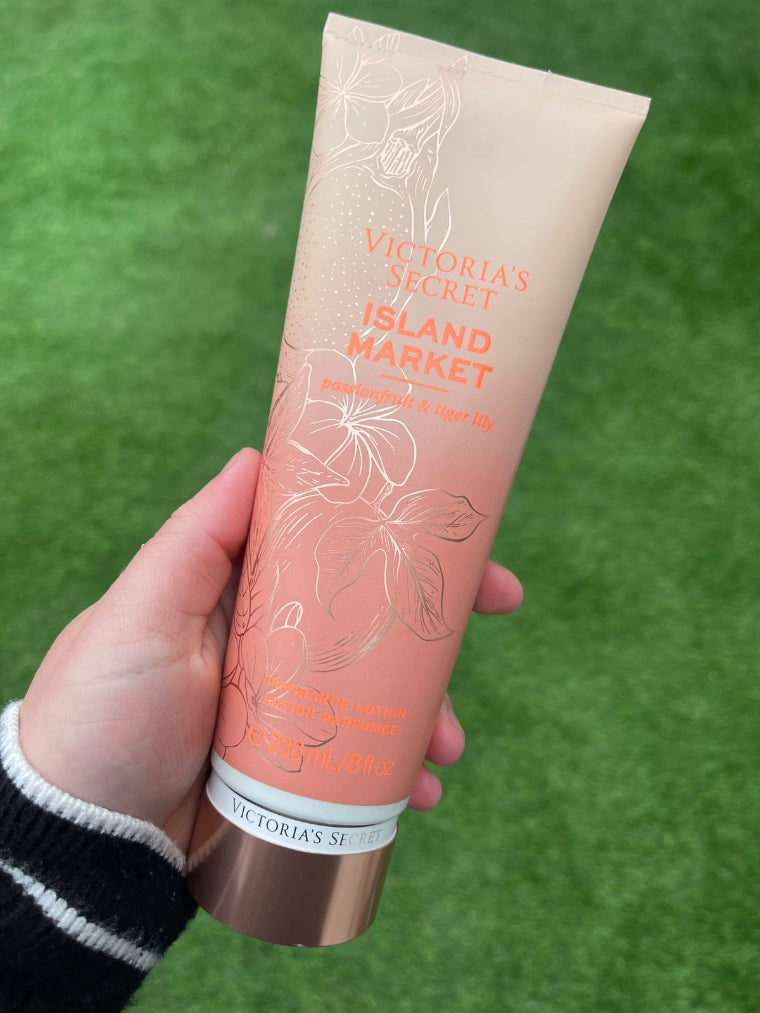 VICTORIA'S
SECRET
ISLAND
MARKET
passionfruit & tiger lily
FRAGRANCE LOTION
LOTION PARFUMÉE
℮ 236 mL/8 fl oz
VICTORIA'S SECRET